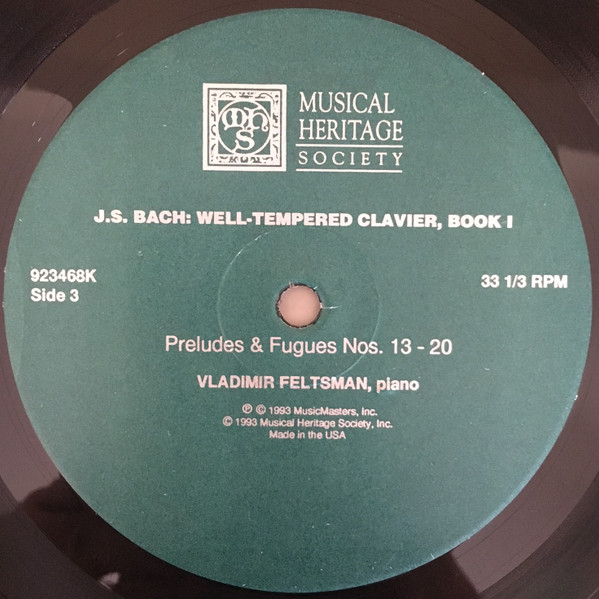 mhs
MUSICAL
HERITAGE
SOCIETY
J.S. BACH: WELL-TEMPERED CLAVIER, BOOK I
923468K
Side 3
33 1/3 RPM
Preludes & Fugues Nos. 13 - 20
VLADIMIR FELTSMAN, piano
℗ © 1993 MusicMasters, Inc.
© 1993 Musical Heritage Society, Inc.
Made in the USA